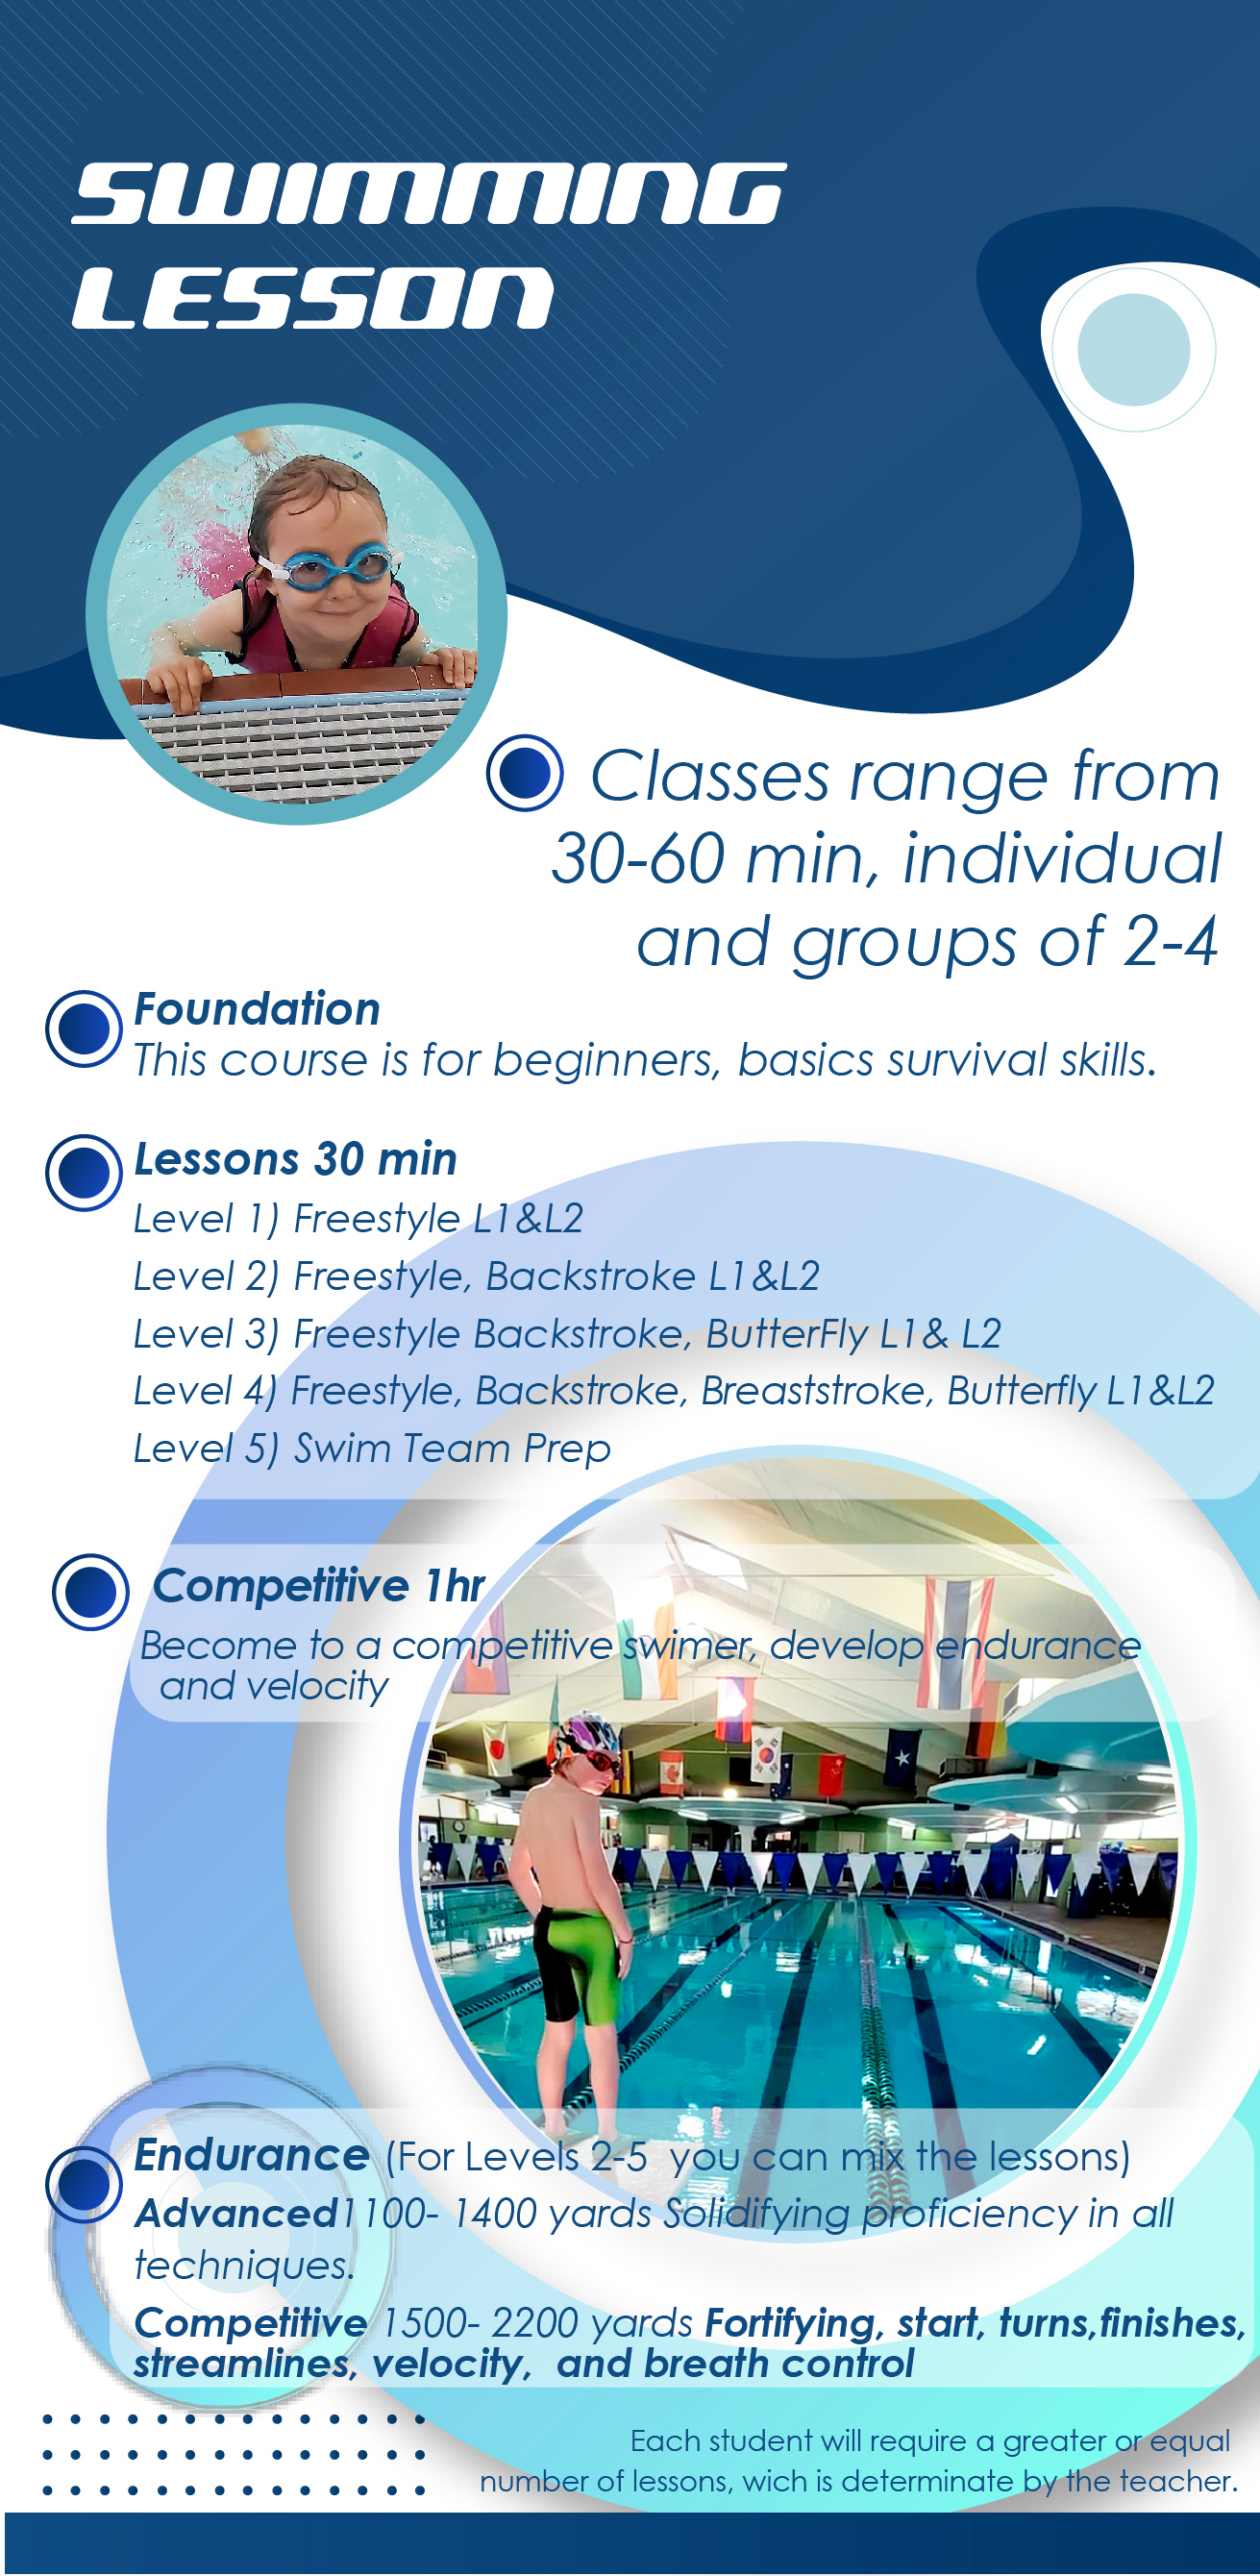 SWIMMING
LESSON
Classes range from
30-60 min, individual
and groups of 2-4
Foundation
This course is for beginners, basics survival skills.
Lessons 30 min
Level 1) Freestyle L1&L2
Level 2) Freestyle, Backstroke L1&L2
Level 3) Freestyle Backstroke, ButterFly L1& L2
Level 4) Freestyle, Backstroke, Breaststroke, Butterfly L1&L2
Level 5) Swim Team Prep
Competitive 1hr
Become to a competitive swimer, develop endurance
and velocity
Endurance (For Levels 2-5 you can mix the lessons)
Advanced1100- 1400 yards Solidifying proficiency in all
techniques.
Competitive 1500- 2200 yards Fortifying, start, turns,finishes,
streamlines, velocity, and breath control
Each student will require a greater or equal
number of lessons, wich is determinate by the teacher.